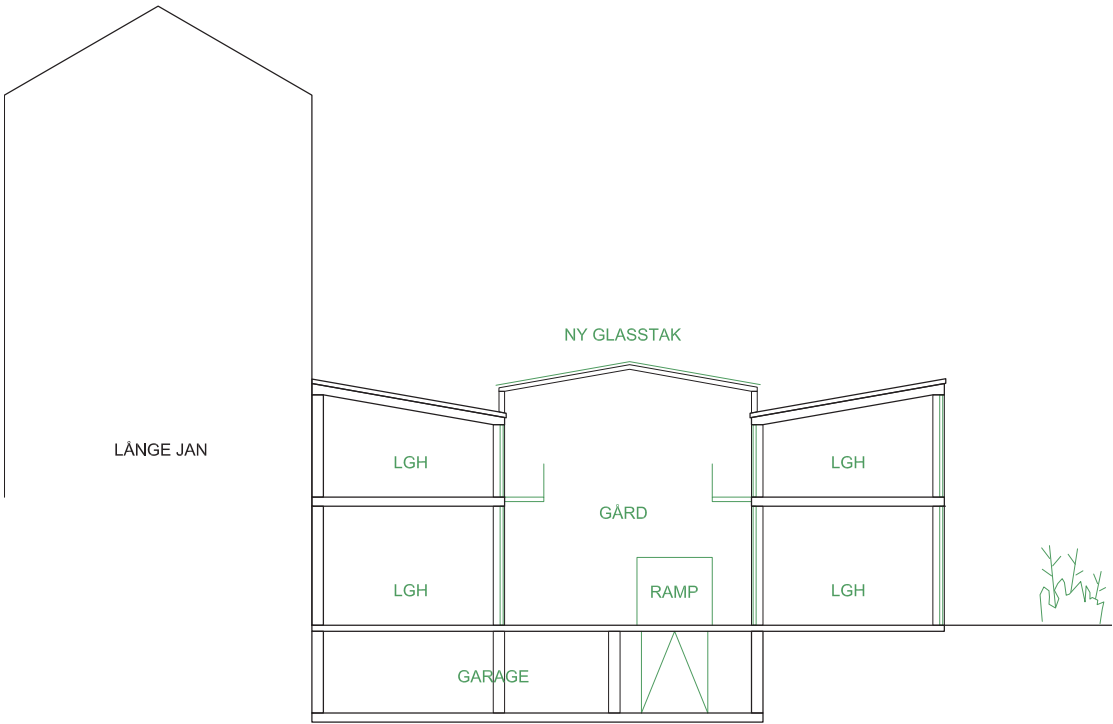 NY GLASSTAK
LÅNGE JAN
LGH
LGH
GÅRD
LGH
RAMP
LGH
GARAGE